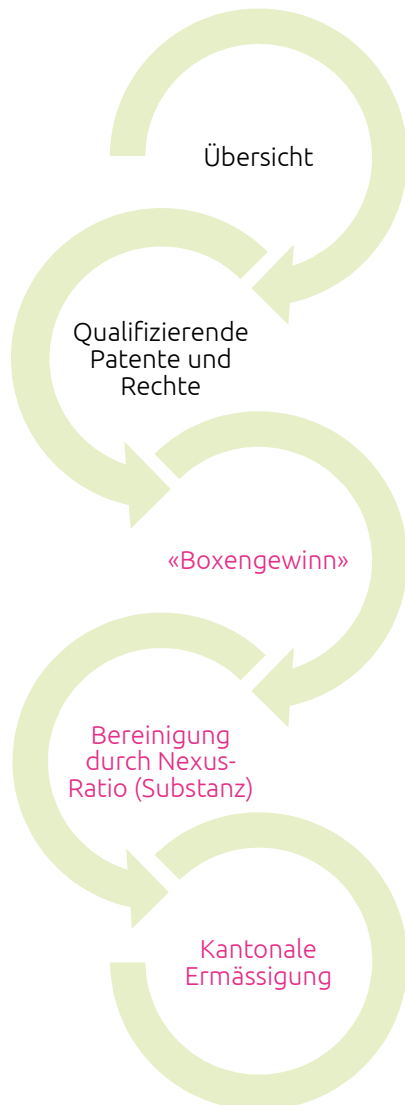 Übersicht
Qualifizierende
Patente und
Rechte
«Boxengewinn»
Bereinigung
durch Nexus-
Ratio (Substanz)
Kantonale
Ermässigung